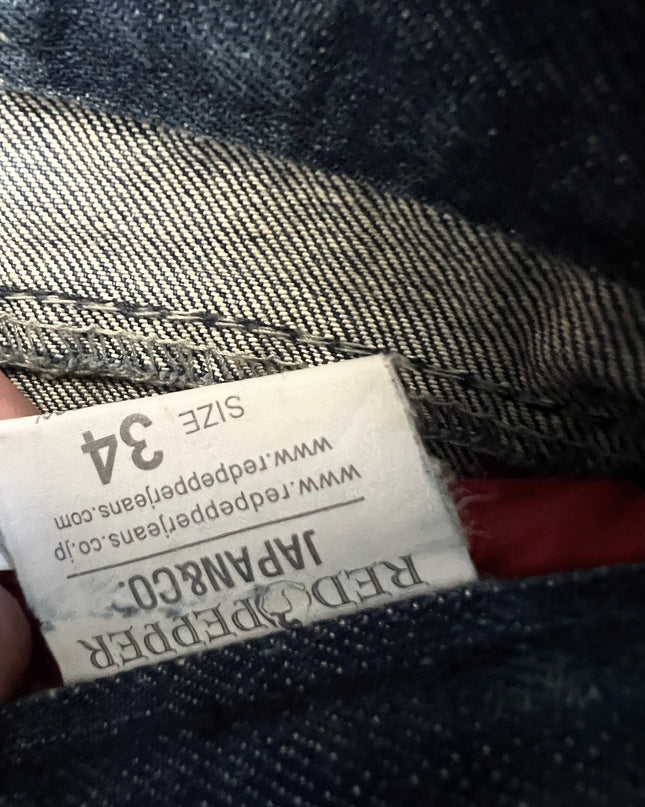 RED PEPPER
JAPAN&CO.
www.redpepperjeans.co.jp
www.redpepperjeans.com
SIZE 34